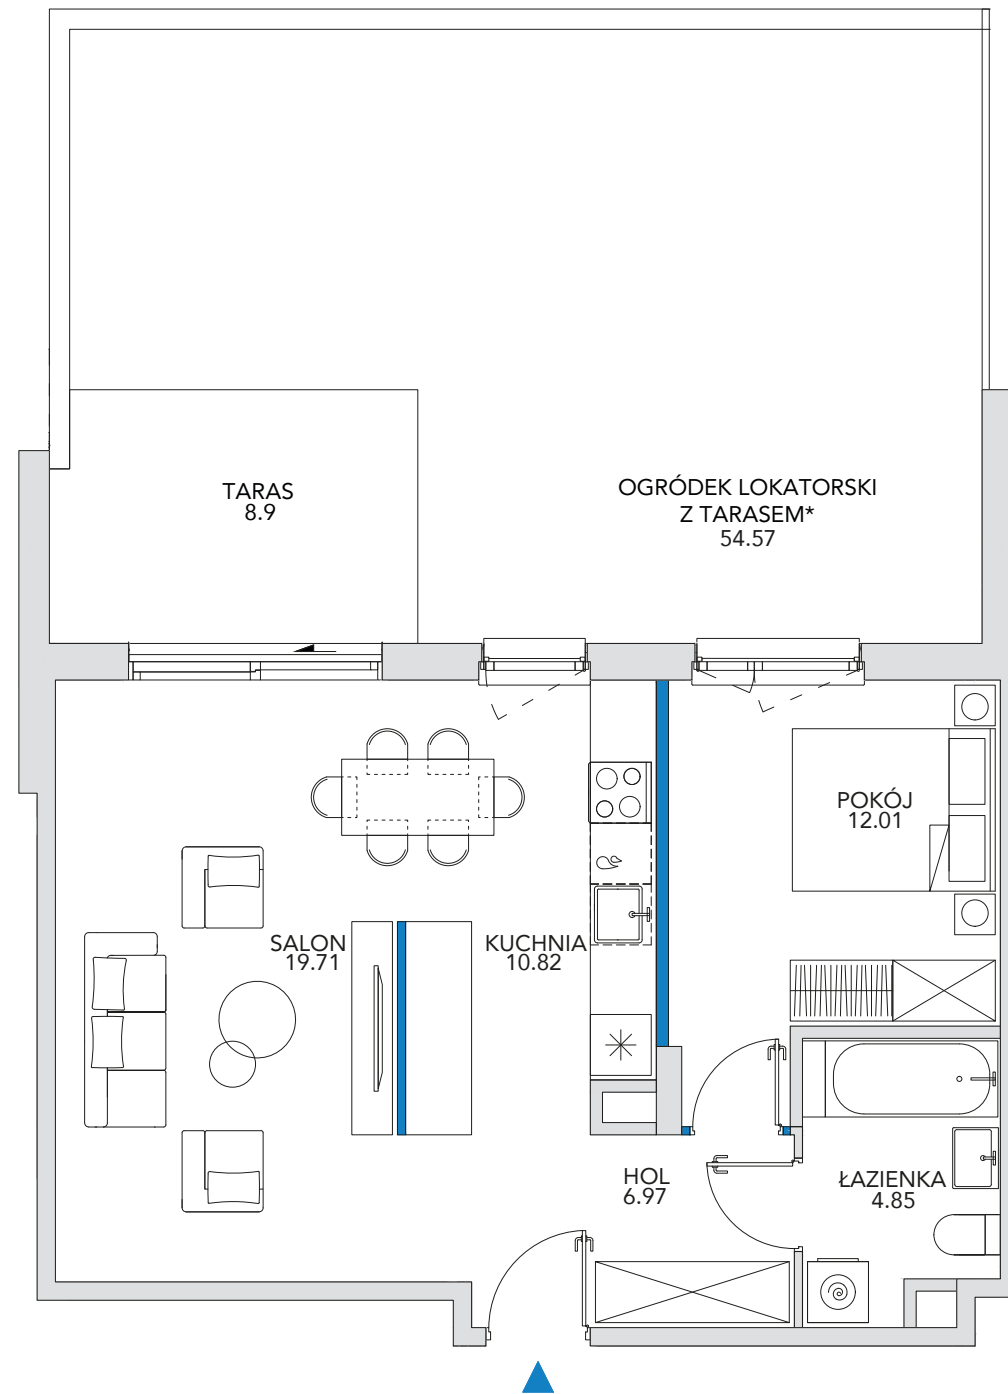 TARAS
8.9
OGRÓDEK LOKATORSKI
Z TARASEM*
54.57
POKÓJ
12.01
SALON
19.71
KUCHNIA
10.82
HOL
6.97
ŁAZIENKA
4.85